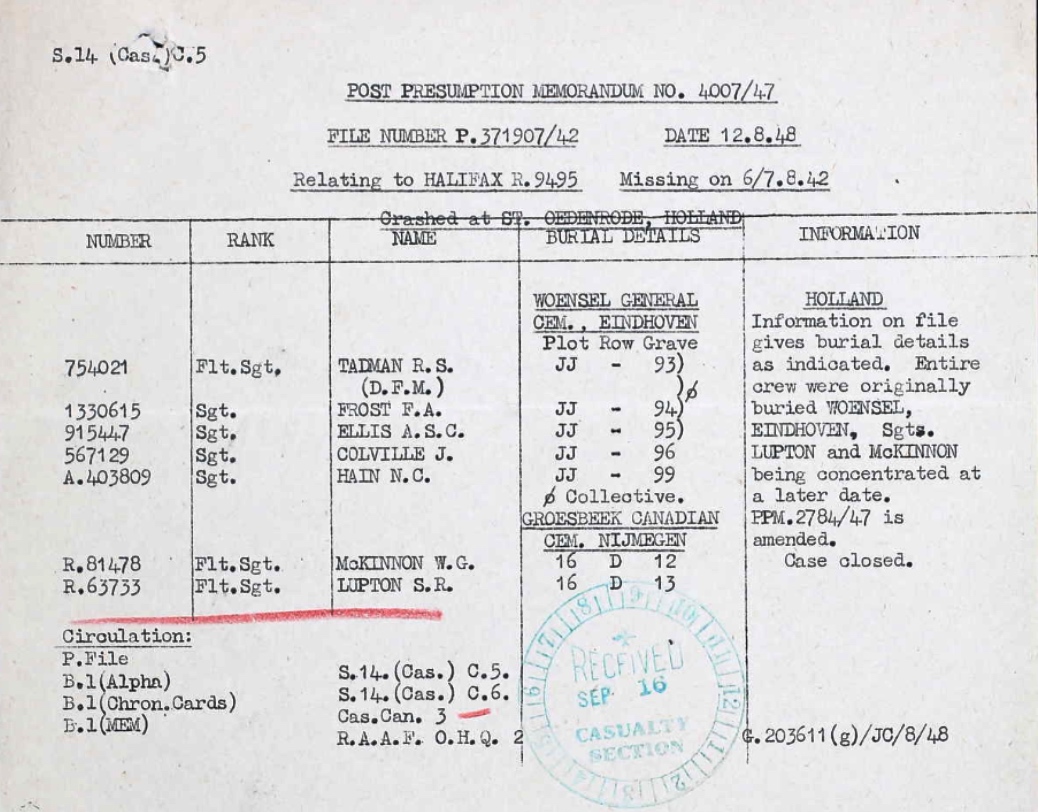 S.14 (Cas.)C.5
POST PRESUMPTION MEMORANDUM NO. 4007/47
FILE NUMBER P.371907/42 DATE 12.8.48
Relating to HALIFAX R.9495 Missing on 6/7.8.42
Crashed at ST. OEDENRODE, HOLLAND
NUMBER RANK NAME BURIAL DETAILS INFORMATION
WOENSEL GENERAL HOLLAND
CEM., EINDHOVEN Information on file
Plot Row Grave gives burial details
754021 Flt.Sgt. TADMAN R.S. JJ - 93) as indicated. Entire
(D.F.M.) )ø crew were originally
1330615 Sgt. FROST F.A. JJ - 94) buried WOENSEL,
915447 Sgt. ELLIS A.S.C. JJ - 95) EINDHOVEN, Sgts.
567129 Sgt. COLVILLE J. JJ - 96 LUPTON and McKINNON
A.403809 Sgt. HAIN N.C. JJ - 99 being concentrated at
ø Collective. a later date.
GROESBEEK CANADIAN PPM.2784/47 is
CEM. NIJMEGEN amended.
R.81478 Flt.Sgt. McKINNON W.G. 16 D 12 Case closed.
R.63733 Flt.Sgt. LUPTON S.R. 16 D 13
Circulation:
P.File S.14.(Cas.) C.5.
B.1(Alpha) S.14.(Cas.) C.6.
B.1(Chron.Cards) Cas.Can. 3
B.1(MEM) R.A.A.F. O.H.Q. 2 G.203611(g)/JC/8/48
RECEIVED
SEP 16
CASUALTY
SECTION